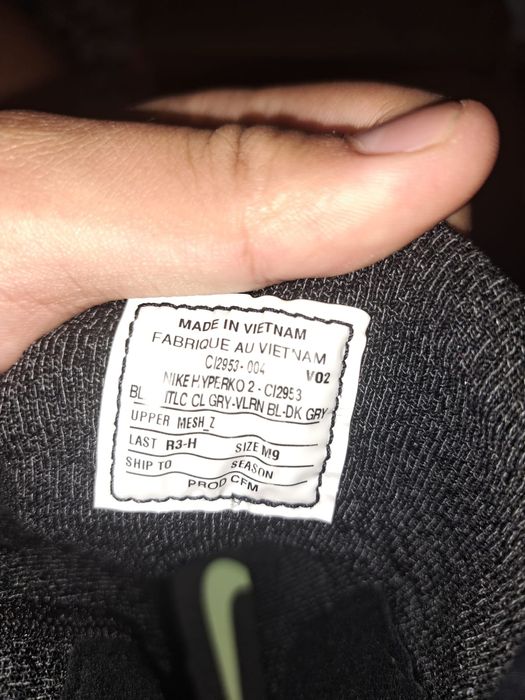 MADE IN VIETNAM
FABRIQUE AU VIETNAM
CI2953-004 V02
NIKE HYPERKO 2 - CI2953
BL ITLC CL GRY-VLRN BL-DK GRY
UPPER MESH_Z
LAST R3-H SIZE M9
SHIP TO SEASON
PROD CFM